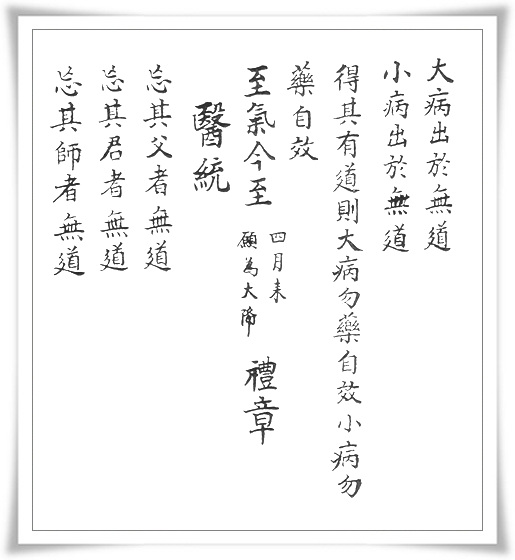 大病出於無道
小病出於無道
得其有道則大病勿藥自效小病勿
藥自效
至氣今至
四月来
願為大降
禮章
醫統
忘其父者無道
忘其君者無道
忘其師者無道